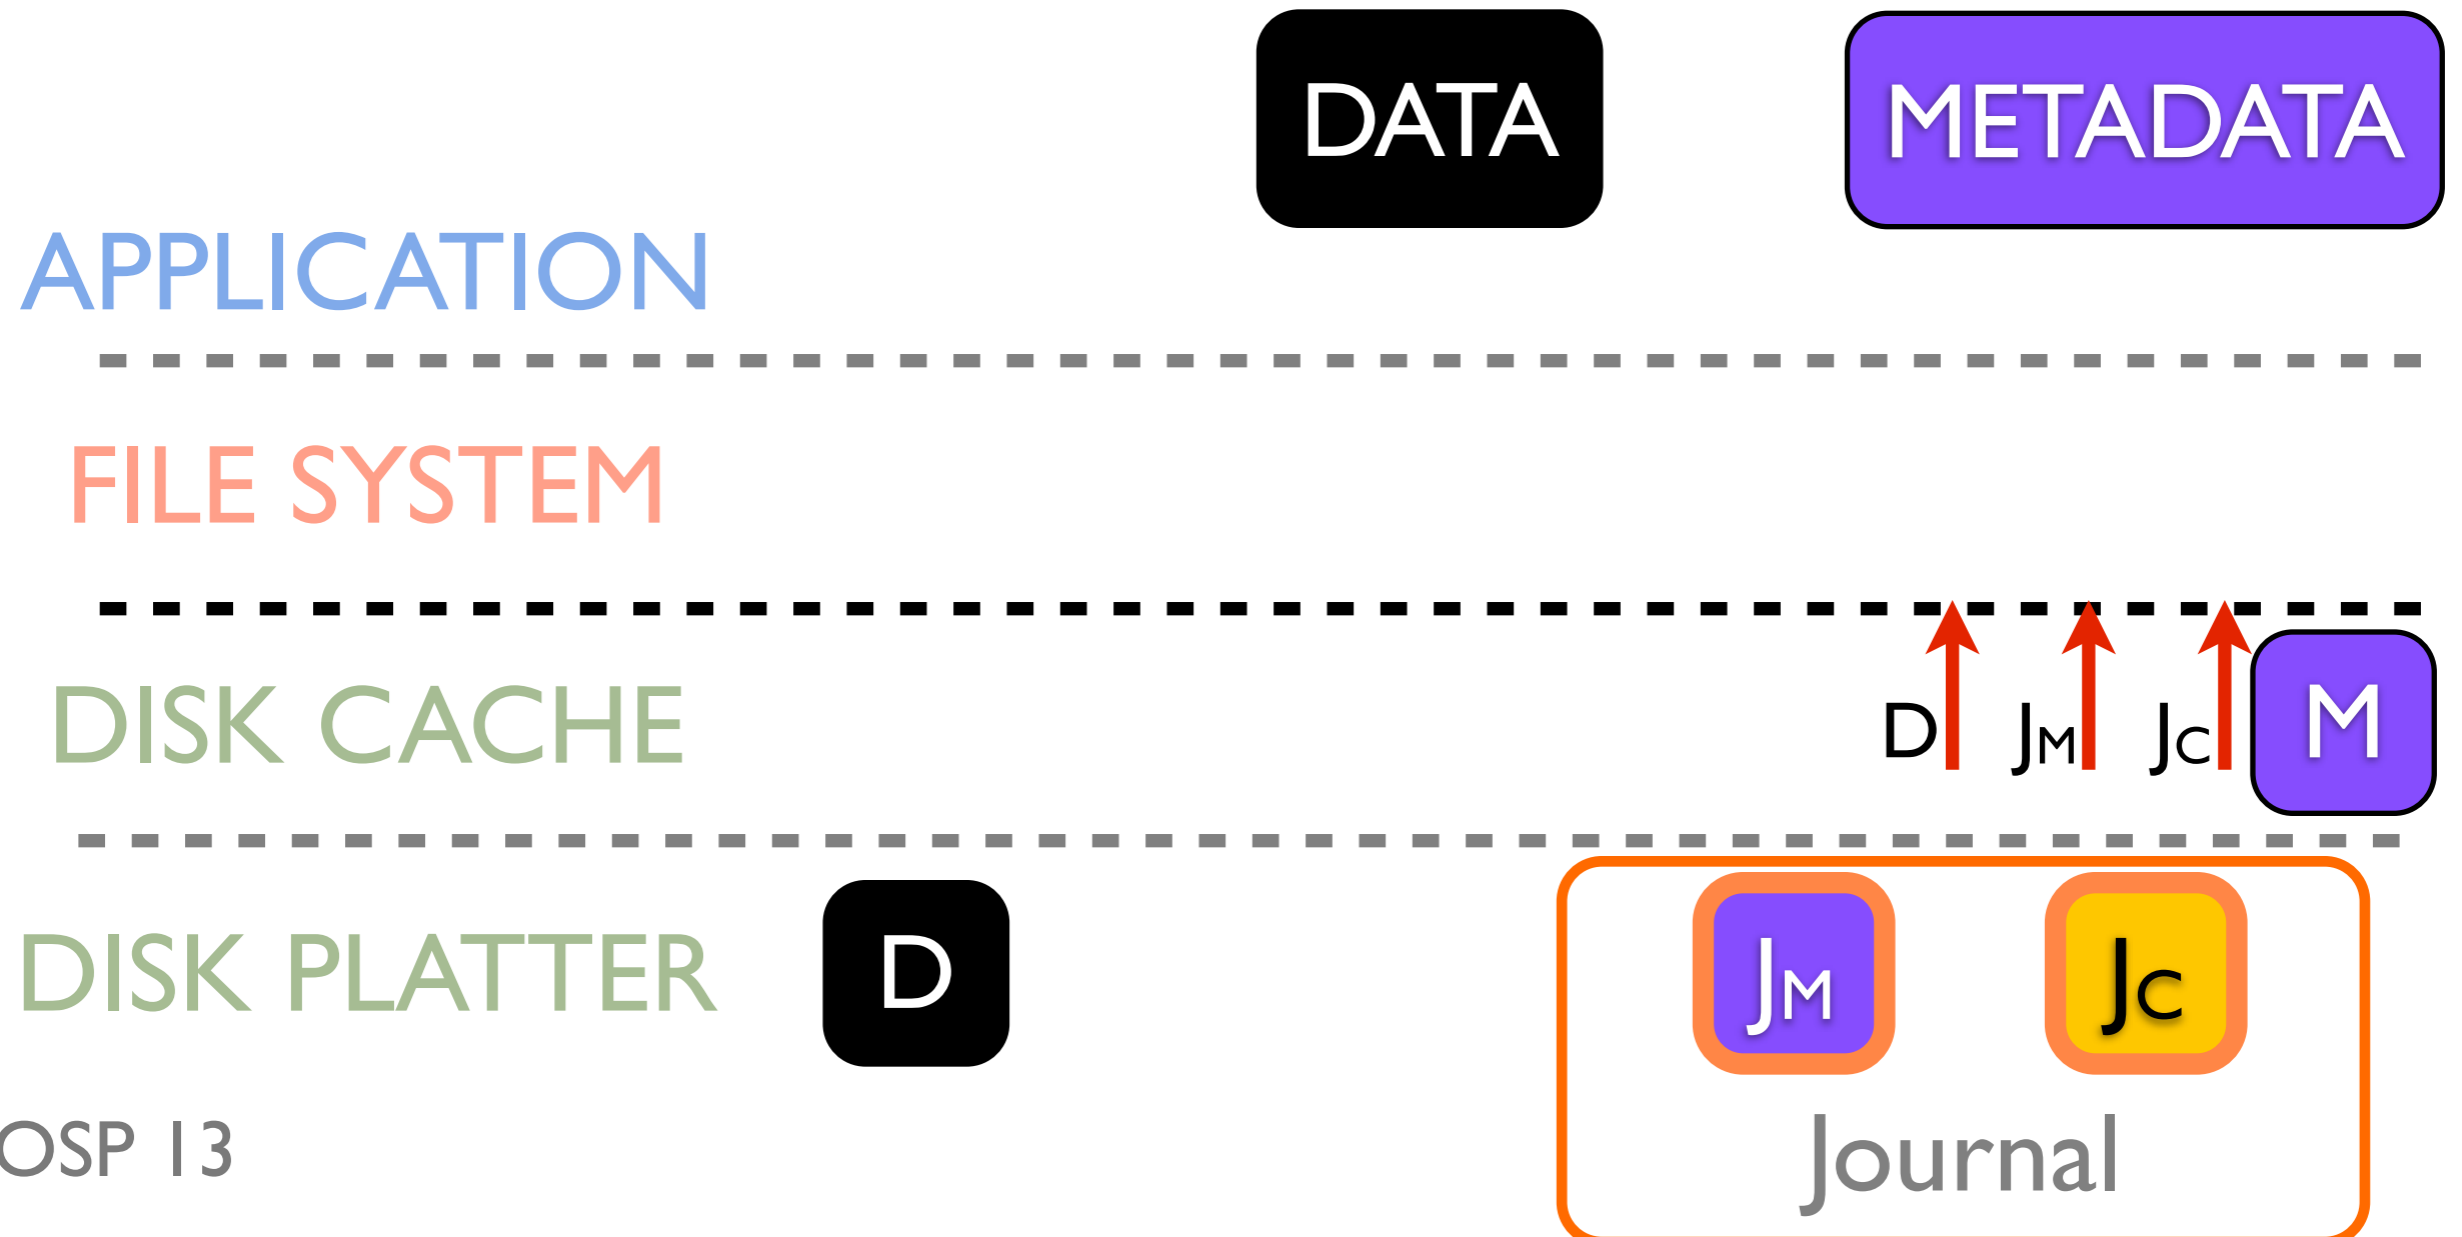 DATA METADATA
APPLICATION
FILE SYSTEM
DISK CACHE D JM JC M
DISK PLATTER D JM JC
OSP 13 Journal